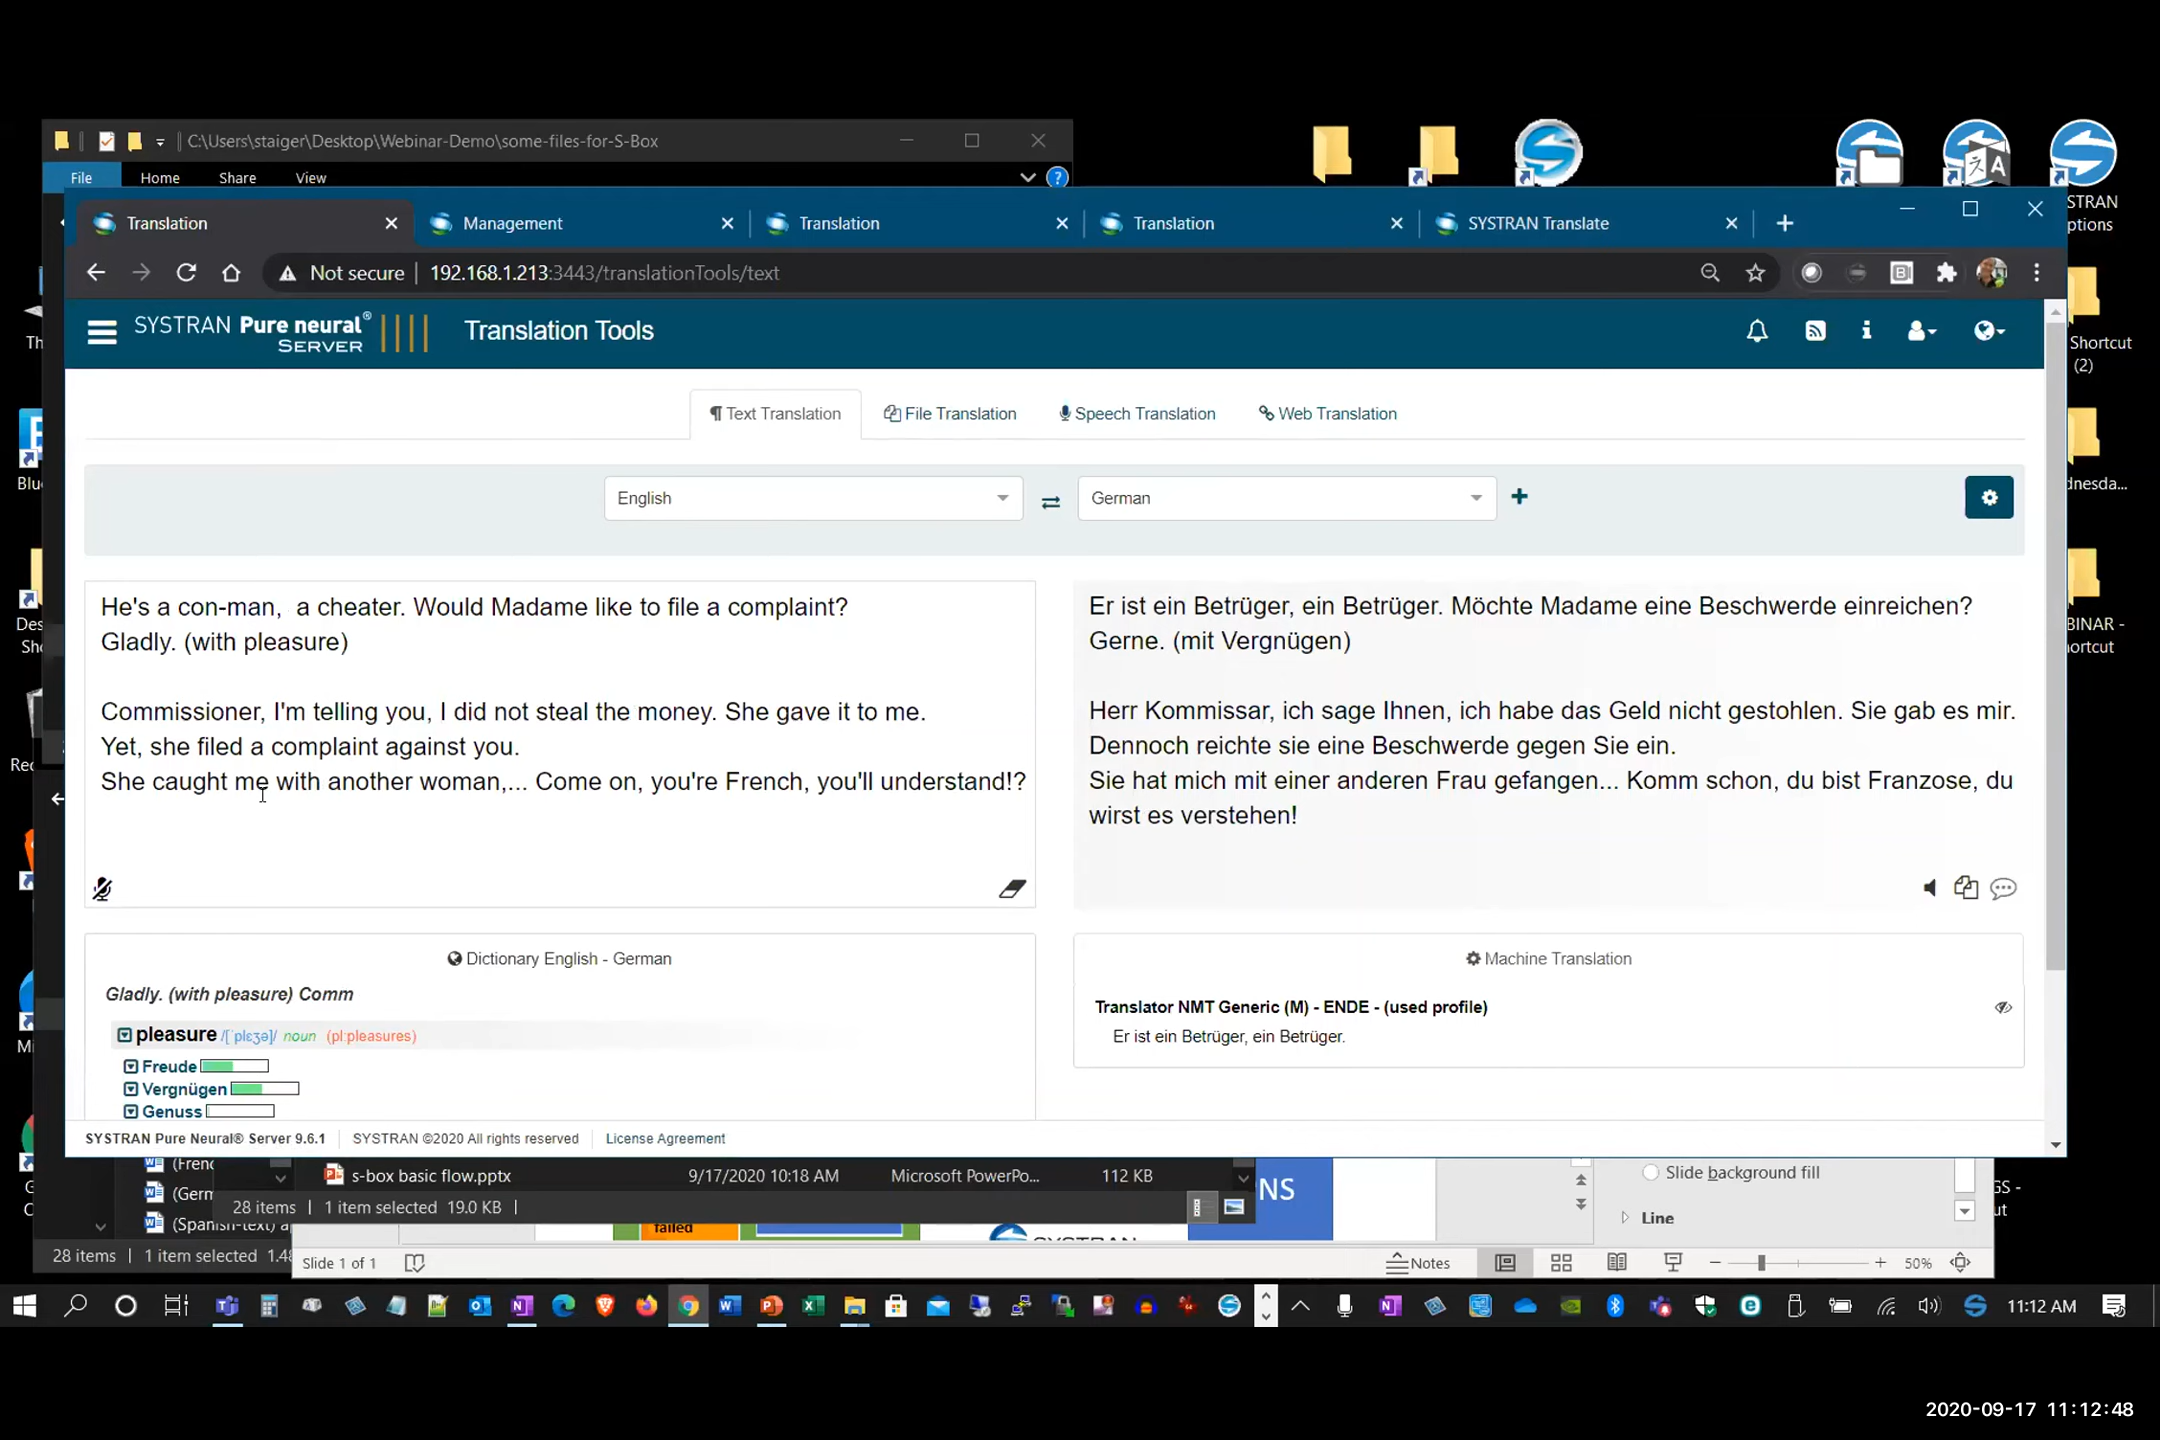 C:\Users\staiger\Desktop\Webinar-Demo\some-files-for-S-Box
File Home Share View
Translation Management Translation Translation SYSTRAN Translate
Not secure 192.168.1.213:3443/translationTools/text
SYSTRAN Pure neural® SERVER Translation Tools
Text Translation File Translation Speech Translation Web Translation
English German
He's a con-man, a cheater. Would Madame like to file a complaint?
Gladly. (with pleasure)
Commissioner, I'm telling you, I did not steal the money. She gave it to me.
Yet, she filed a complaint against you.
She caught me with another woman,... Come on, you're French, you'll understand!?
Er ist ein Betrüger, ein Betrüger. Möchte Madame eine Beschwerde einreichen?
Gerne. (mit Vergnügen)
Herr Kommissar, ich sage Ihnen, ich habe das Geld nicht gestohlen. Sie gab es mir.
Dennoch reichte sie eine Beschwerde gegen Sie ein.
Sie hat mich mit einer anderen Frau gefangen... Komm schon, du bist Franzose, du
wirst es verstehen!
Dictionary English - German
Gladly. (with pleasure) Comm
pleasure /[ˈplɛʒə]/ noun (pl:pleasures)
Freude
Vergnügen
Genuss
Machine Translation
Translator NMT Generic (M) - ENDE - (used profile)
Er ist ein Betrüger, ein Betrüger.
SYSTRAN Pure Neural® Server 9.6.1 SYSTRAN ©2020 All rights reserved License Agreement
Shortcut
(2)
s-box basic flow.pptx 9/17/2020 10:18 AM Microsoft PowerPo... 112 KB
28 items 1 item selected 19.0 KB
(Spanish-text) a
28 items 1 item selected 1.48
failed
Slide background fill
Line
Slide 1 of 1 Notes 50%
11:12 AM
2020-09-17 11:12:48